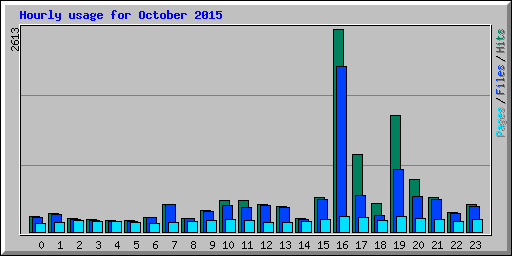 Hourly usage for October 2015
2613
Pages/Files/Hits
0 1 2 3 4 5 6 7 8 9 10 11 12 13 14 15 16 17 18 19 20 21 22 23